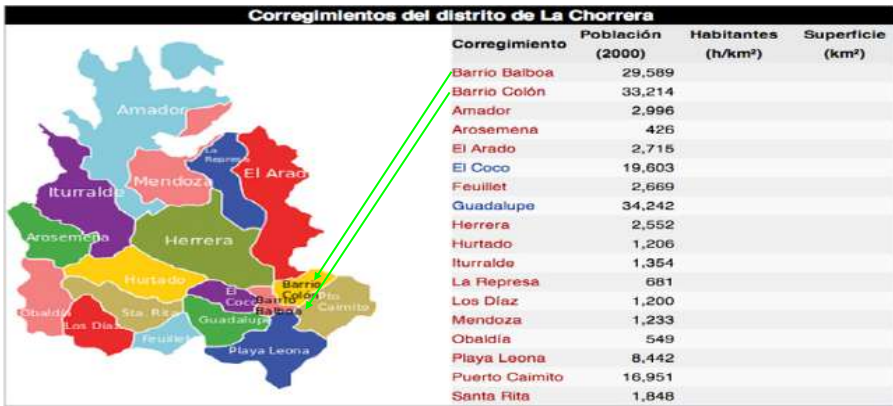 Corregimientos del distrito de La Chorrera
Corregimiento Población (2000) Habitantes (h/km²) Superficie (km²)
Barrio Balboa 29,589
Barrio Colón 33,214
Amador 2,996
Arosemena 426
El Arado 2,715
El Coco 19,603
Feuillet 2,669
Guadalupe 34,242
Herrera 2,552
Hurtado 1,206
Iturralde 1,354
La Represa 681
Los Díaz 1,200
Mendoza 1,233
Obaldía 549
Playa Leona 8,442
Puerto Caimito 16,951
Santa Rita 1,848
Amador
La
Represa
El Arad
Mendoza
Iturralde
Arosemena
Herrera
Hurtado
Barrio
Colón
El
Coco
Barrio
Balboa
Pto
Caimito
Obaldía
Sta. Rita
Los Díaz
Guadalupe
Feuillet
Playa Leona